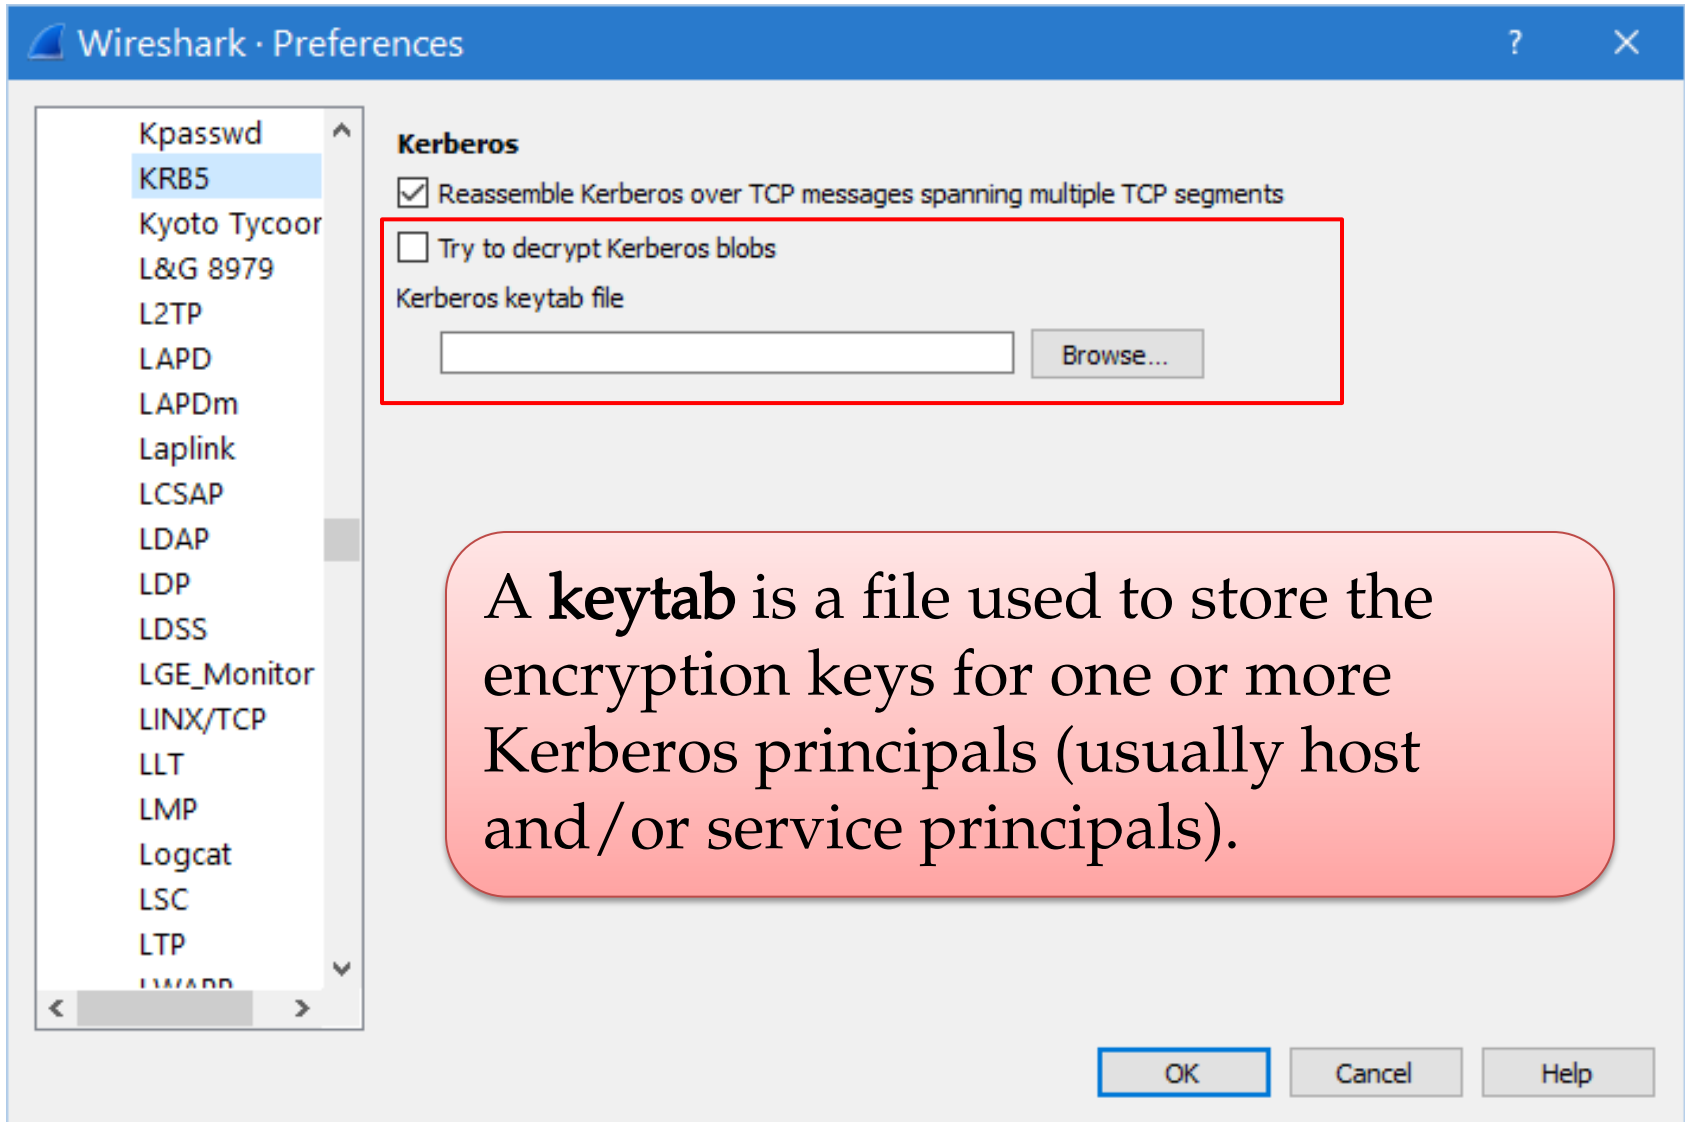 Wireshark · Preferences
?
Kpasswd
KRB5
Kyoto Tycoor
L&G 8979
L2TP
LAPD
LAPDm
Laplink
LCSAP
LDAP
LDP
LDSS
LGE_Monitor
LINX/TCP
LLT
LMP
Logcat
LSC
LTP
LWAPP
Kerberos
Reassemble Kerberos over TCP messages spanning multiple TCP segments
Try to decrypt Kerberos blobs
Kerberos keytab file
Browse...
A keytab is a file used to store the
encryption keys for one or more
Kerberos principals (usually host
and/or service principals).
OK
Cancel
Help